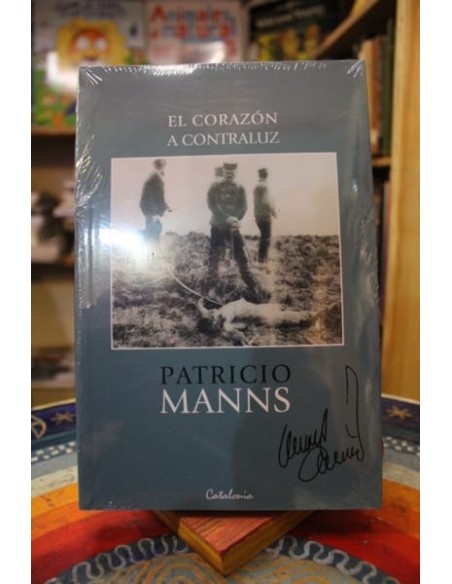 EL CORAZÓN
A CONTRALUZ
PATRICIO
MANNS
Catalonia